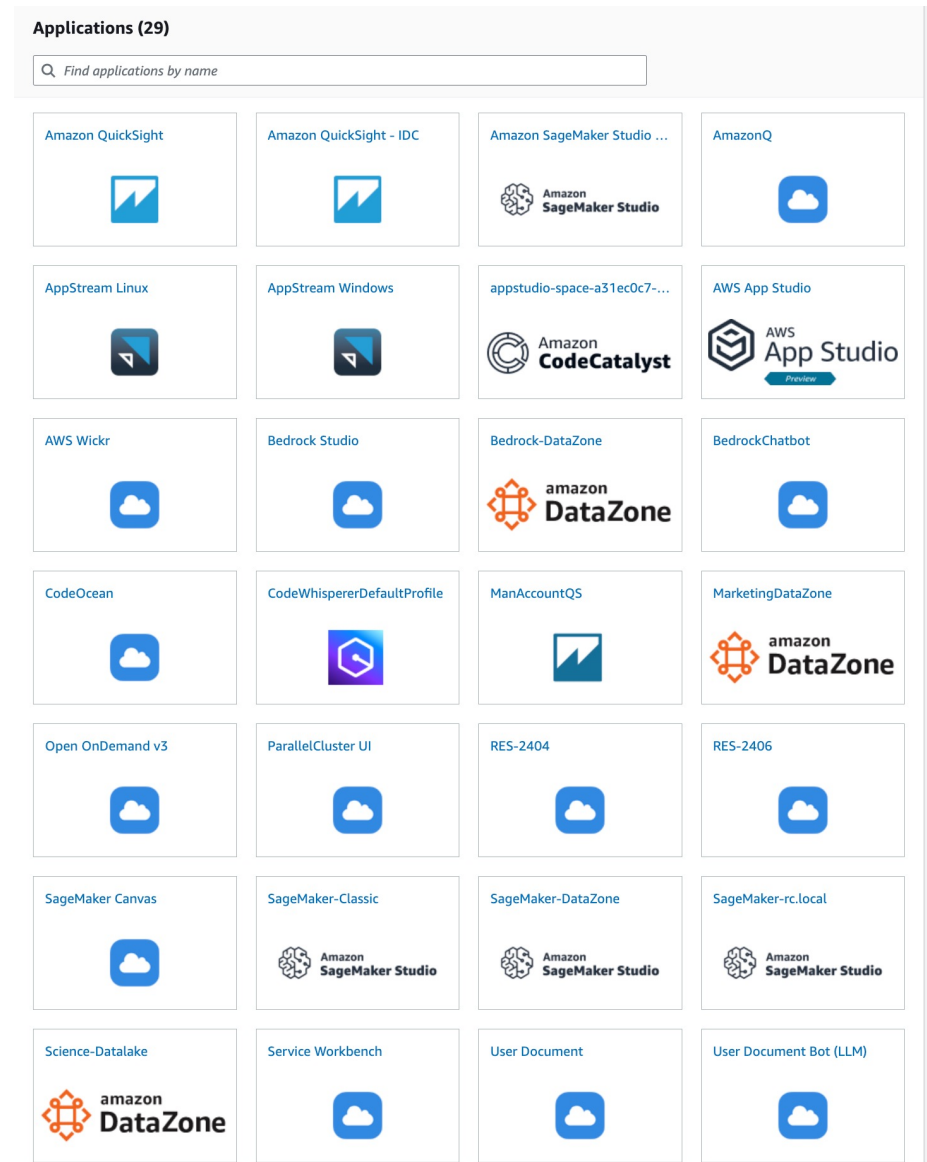 Applications (29)
Find applications by name
Amazon QuickSight
Amazon QuickSight - IDC
Amazon SageMaker Studio ...
Amazon
SageMaker Studio
AmazonQ
AppStream Linux
AppStream Windows
appstudio-space-a31ec0c7-...
Amazon
CodeCatalyst
AWS App Studio
AWS
App Studio
Preview
AWS Wickr
Bedrock Studio
Bedrock-DataZone
amazon
DataZone
BedrockChatbot
CodeOcean
CodeWhispererDefaultProfile
ManAccountQS
MarketingDataZone
amazon
DataZone
Open OnDemand v3
ParallelCluster UI
RES-2404
RES-2406
SageMaker Canvas
SageMaker-Classic
Amazon
SageMaker Studio
SageMaker-DataZone
Amazon
SageMaker Studio
SageMaker-rc.local
Amazon
SageMaker Studio
Science-Datalake
amazon
DataZone
Service Workbench
User Document
User Document Bot (LLM)